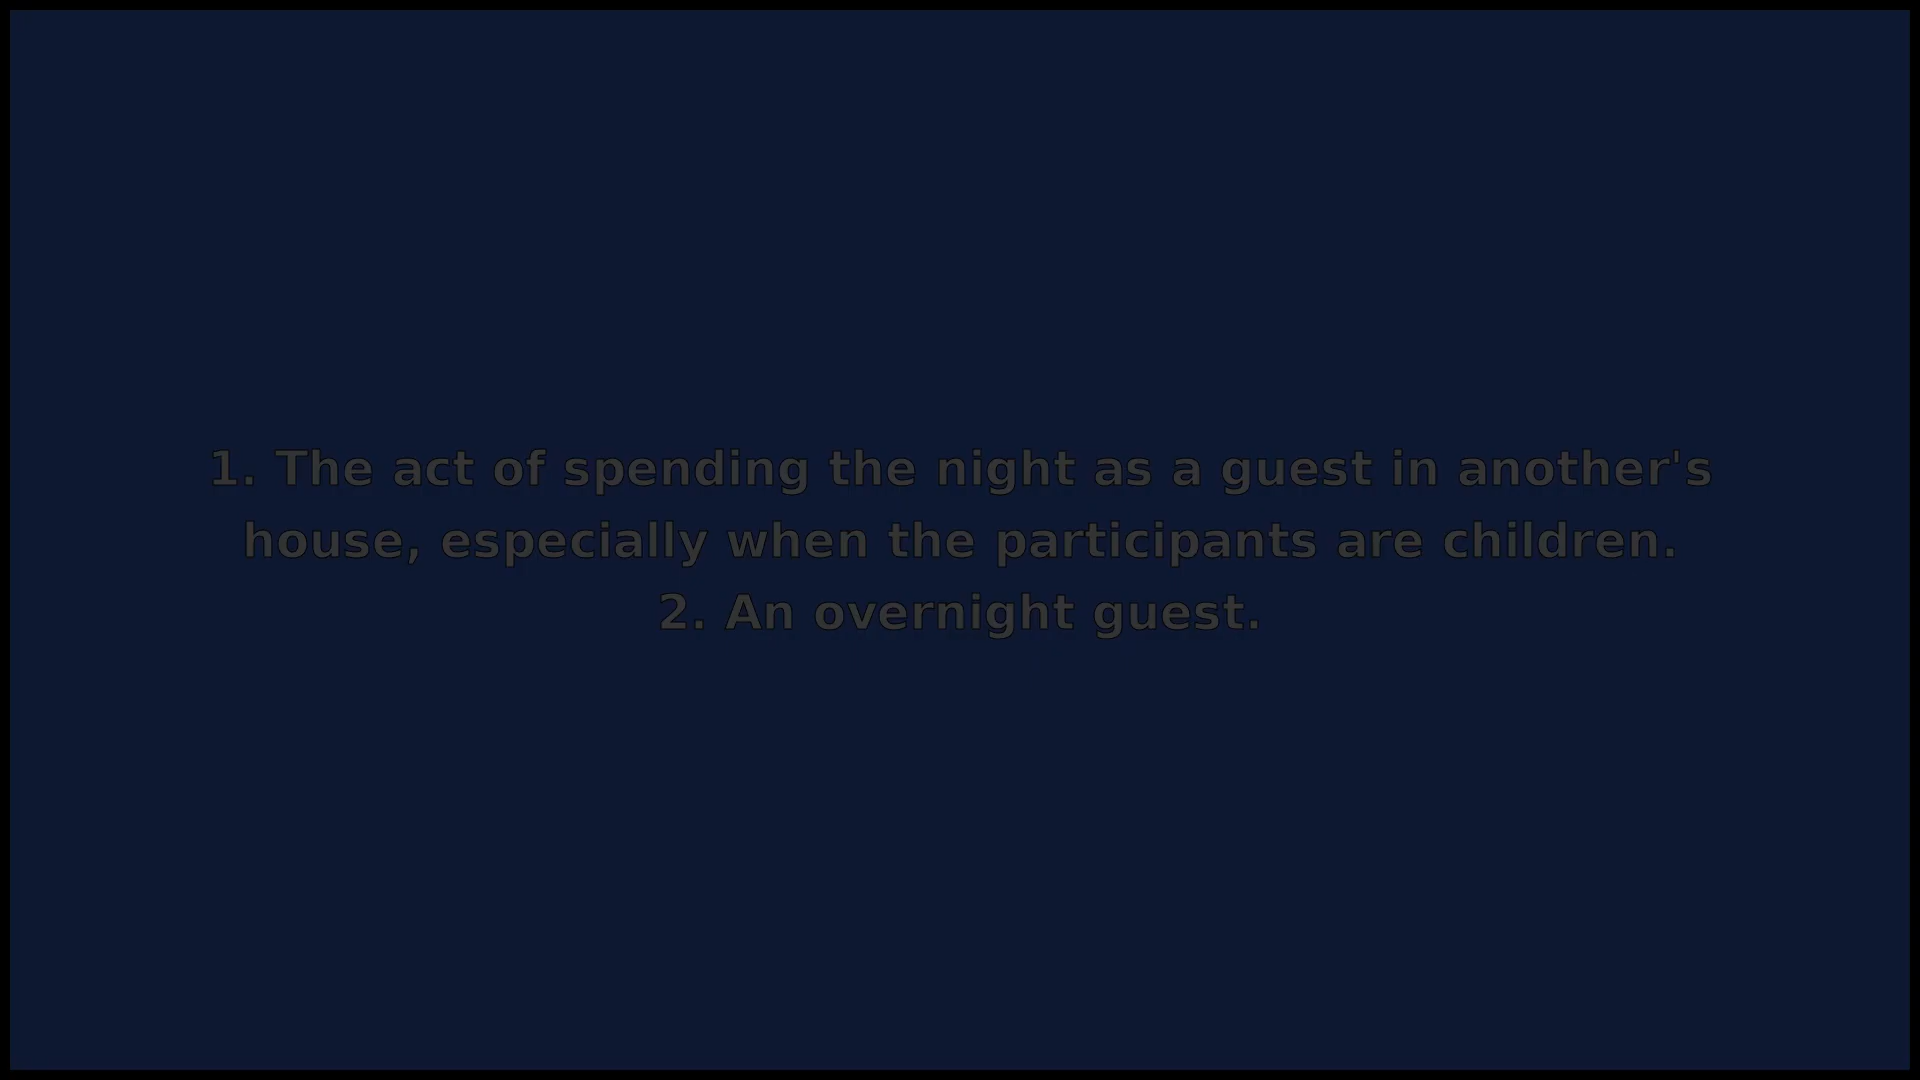 1. The act of spending the night as a guest in another's
house, especially when the participants are children.
2. An overnight guest.